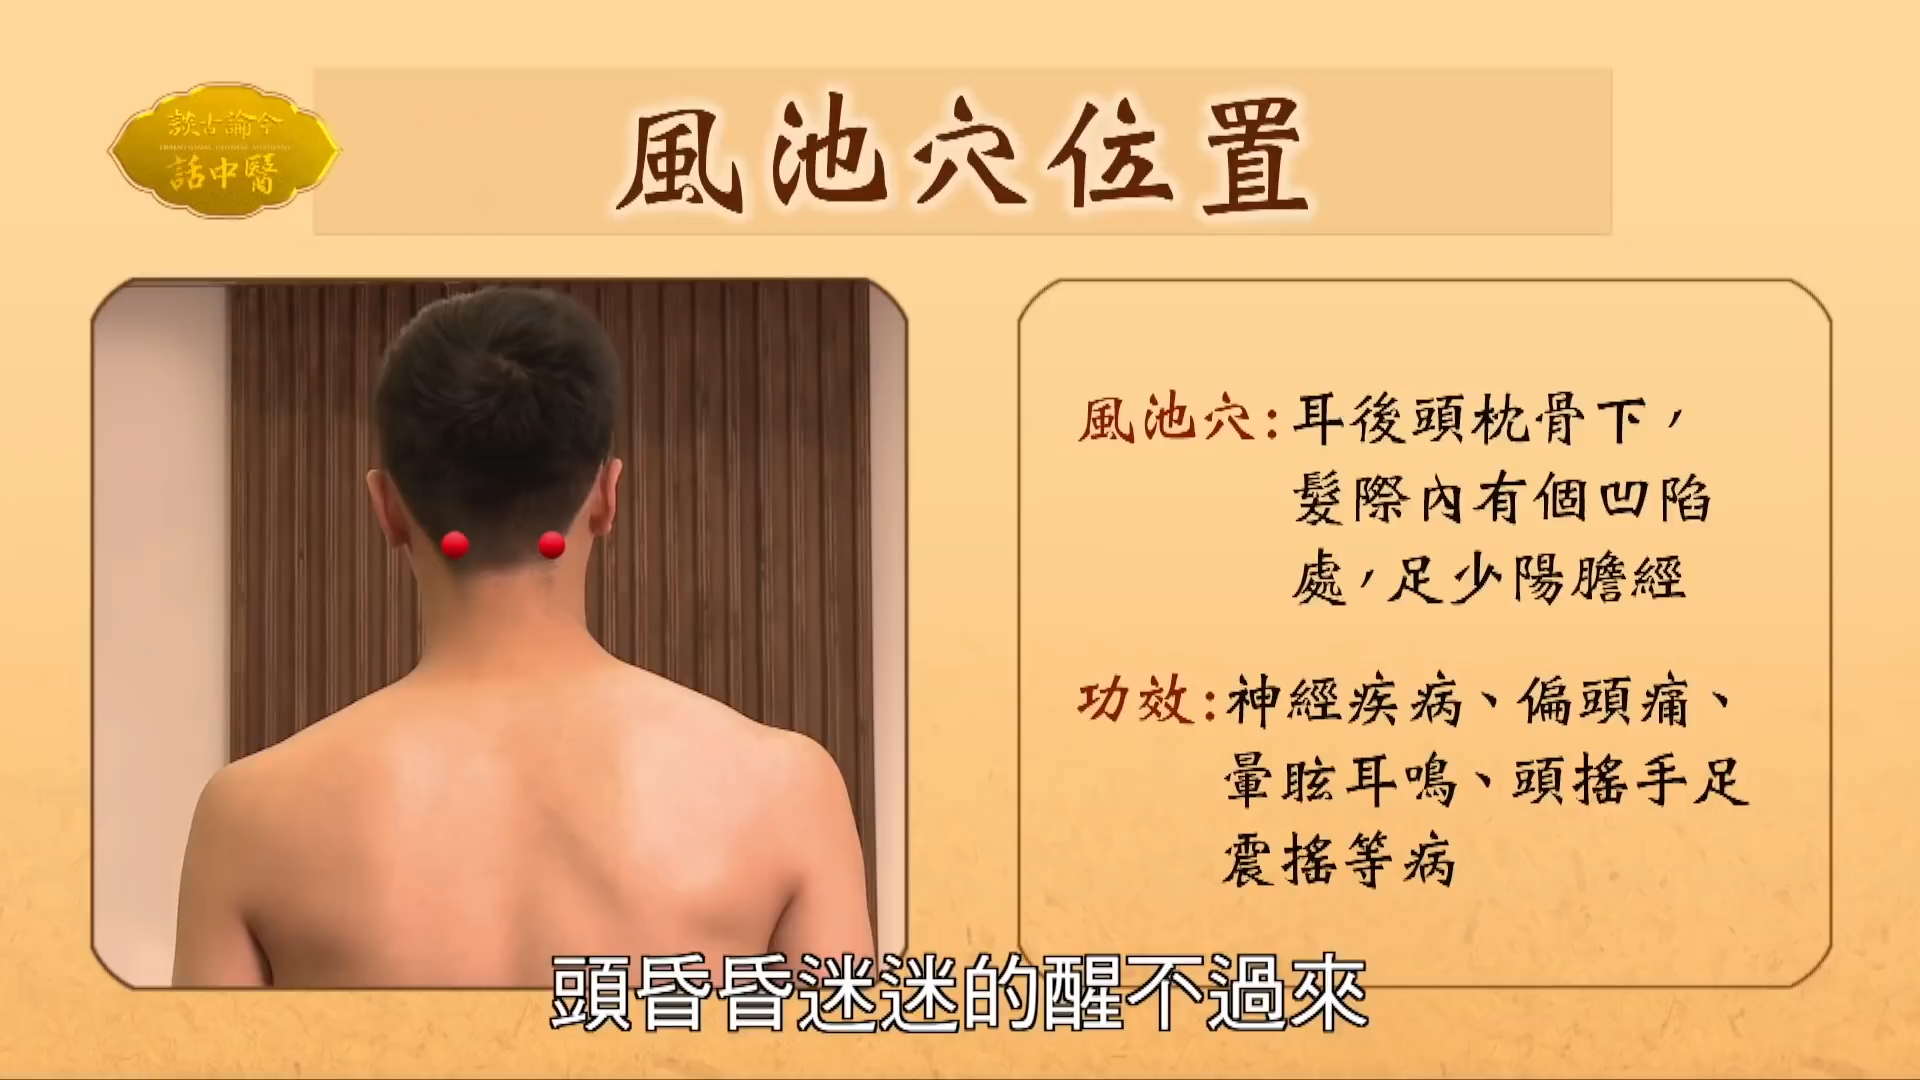 談古論今
TRADITIONAL CHINESE MEDICINE
話中醫
風池穴位置
風池穴:耳後頭枕骨下,
髮際內有個凹陷
處,足少陽膽經
功效:神經疾病、偏頭痛、
暈眩耳鳴、頭搖手足
震搖等病
頭昏昏迷迷的醒不過來